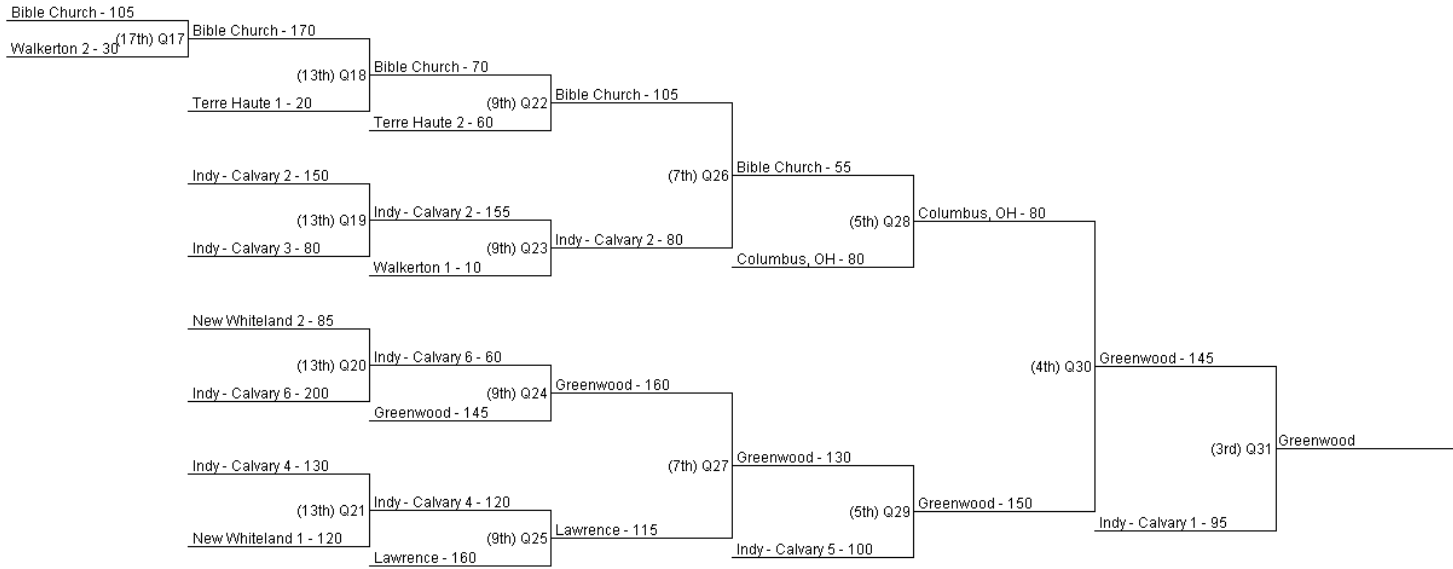 Bible Church - 105
Walkerton 2 - 30
(17th) Q17
Bible Church - 170
(13th) Q18
Terre Haute 1 - 20
Bible Church - 70
(9th) Q22
Terre Haute 2 - 60
Bible Church - 105
Indy - Calvary 2 - 150
(13th) Q19
Indy - Calvary 3 - 80
Indy - Calvary 2 - 155
(9th) Q23
Walkerton 1 - 10
Indy - Calvary 2 - 80
(7th) Q26
Bible Church - 55
(5th) Q28
Columbus, OH - 80
Columbus, OH - 80
New Whiteland 2 - 85
(13th) Q20
Indy - Calvary 6 - 200
Indy - Calvary 6 - 60
(9th) Q24
Greenwood - 145
Greenwood - 160
Indy - Calvary 4 - 130
(13th) Q21
New Whiteland 1 - 120
Indy - Calvary 4 - 120
(9th) Q25
Lawrence - 160
Lawrence - 115
(7th) Q27
Greenwood - 130
(5th) Q29
Indy - Calvary 5 - 100
Greenwood - 150
(4th) Q30
Greenwood - 145
(3rd) Q31
Indy - Calvary 1 - 95
Greenwood